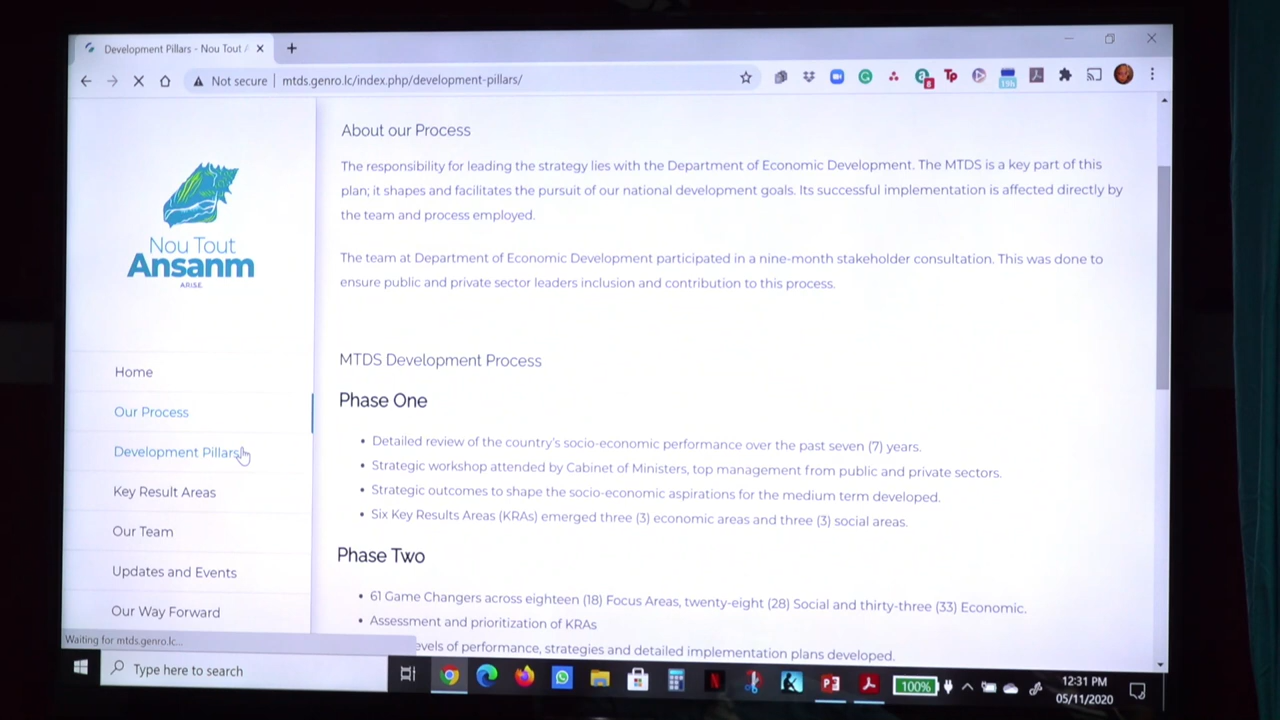 Development Pillars - Nou Tout /
Not secure | mtds.genro.lc/index.php/development-pillars/
Nou Tout
Ansanm
ARISE
Home
Our Process
Development Pillars
Key Result Areas
Our Team
Updates and Events
Our Way Forward
About our Process
The responsibility for leading the strategy lies with the Department of Economic Development. The MTDS is a key part of this
plan; it shapes and facilitates the pursuit of our national development goals. Its successful implementation is affected directly by
the team and process employed.
The team at Department of Economic Development participated in a nine-month stakeholder consultation. This was done to
ensure public and private sector leaders inclusion and contribution to this process.
MTDS Development Process
Phase One
• Detailed review of the country's socio-economic performance over the past seven (7) years.
• Strategic workshop attended by Cabinet of Ministers, top management from public and private sectors.
• Strategic outcomes to shape the socio-economic aspirations for the medium term developed.
• Six Key Results Areas (KRAs) emerged three (3) economic areas and three (3) social areas.
Phase Two
• 61 Game Changers across eighteen (18) Focus Areas, twenty-eight (28) Social and thirty-three (33) Economic.
• Assessment and prioritization of KRAs
evels of performance, strategies and detailed implementation plans developed.
Waiting for mtds.genro.lc...
Type here to search
100%
12:31 PM
05/11/2020